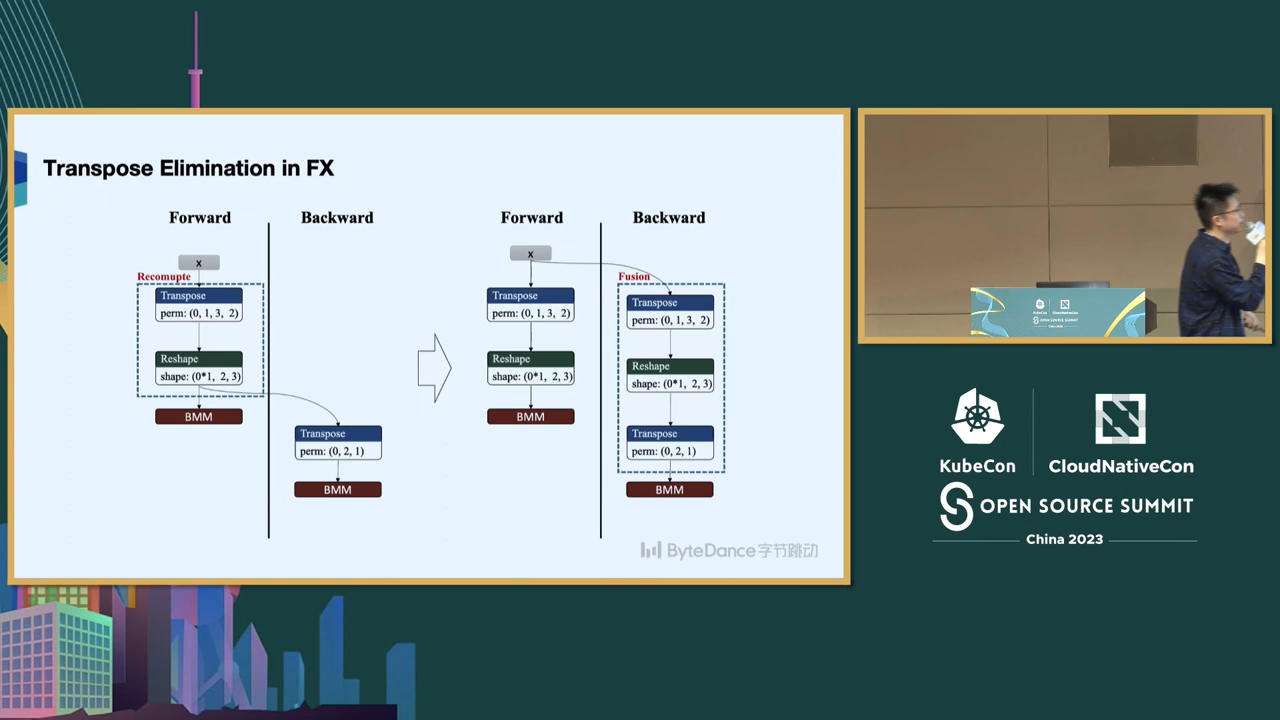 Transpose Elimination in FX
Forward
Backward
x
Recomupte
Transpose
perm: (0, 1, 3, 2)
Reshape
shape: (0*1, 2, 3)
BMM
Transpose
perm: (0, 2, 1)
BMM
Forward
Backward
x
Transpose
perm: (0, 1, 3, 2)
Reshape
shape: (0*1, 2, 3)
BMM
Fusion
Transpose
perm: (0, 1, 3, 2)
Reshape
shape: (0*1, 2, 3)
Transpose
perm: (0, 2, 1)
BMM
ByteDance字节跳动
OPEN SOURCE SUMMIT
KubeCon
CloudNativeCon
OPEN SOURCE SUMMIT
China 2023